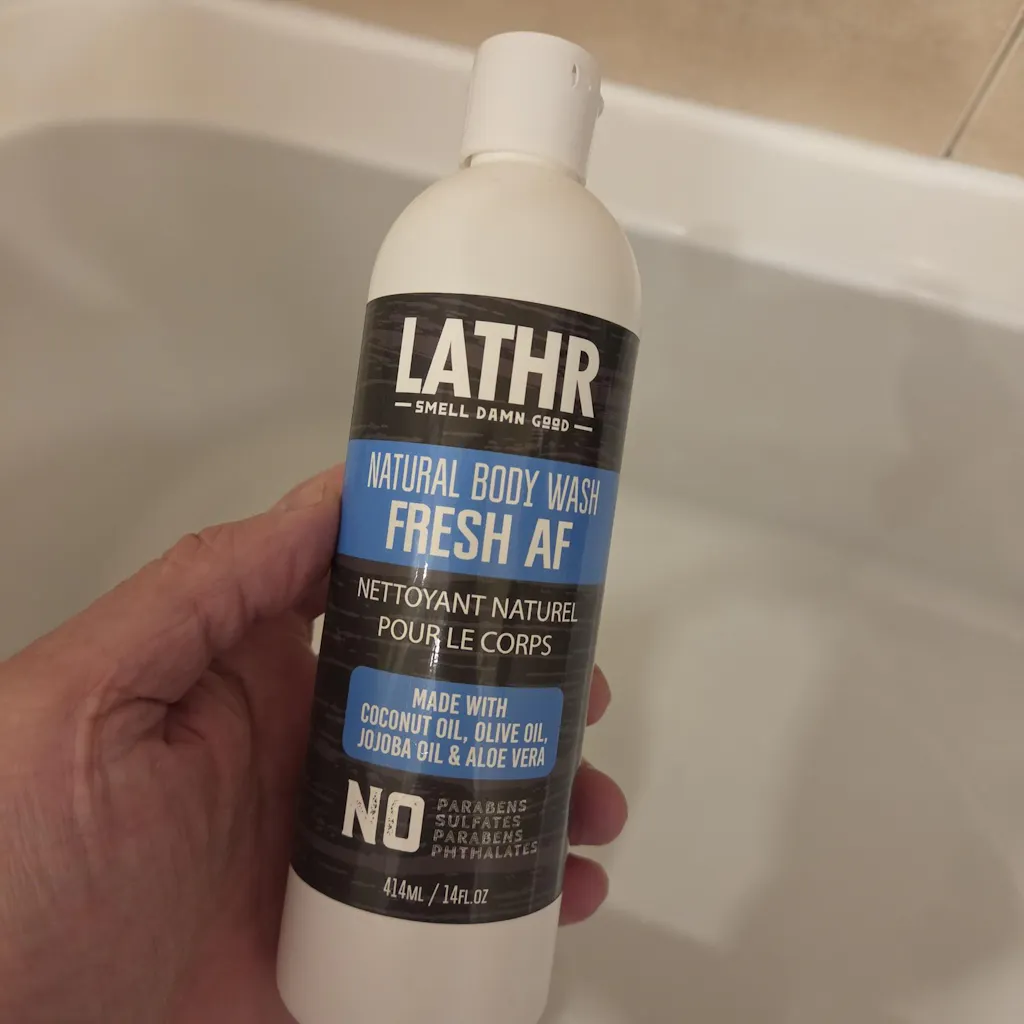 LATHR
SMELL DAMN GOOD
NATURAL BODY WASH
FRESH AF
NETTOYANT NATUREL
POUR LE CORPS
MADE WITH
COCONUT OIL, OLIVE OIL,
JOJOBA OIL & ALOE VERA
NO
PARABENS
SULFATES
PARABENS
PHTHALATES
414ML / 14FL.OZ